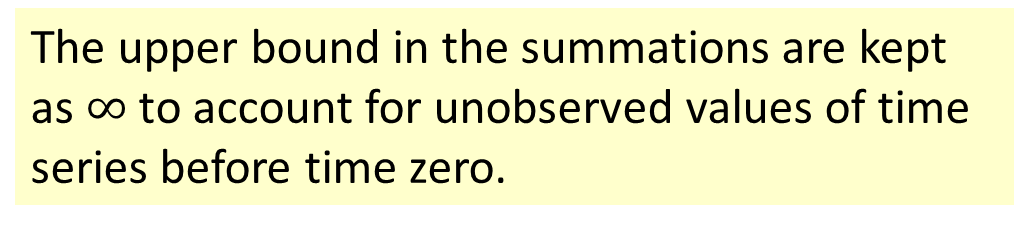 The upper bound in the summations are kept
as ∞ to account for unobserved values of time
series before time zero.